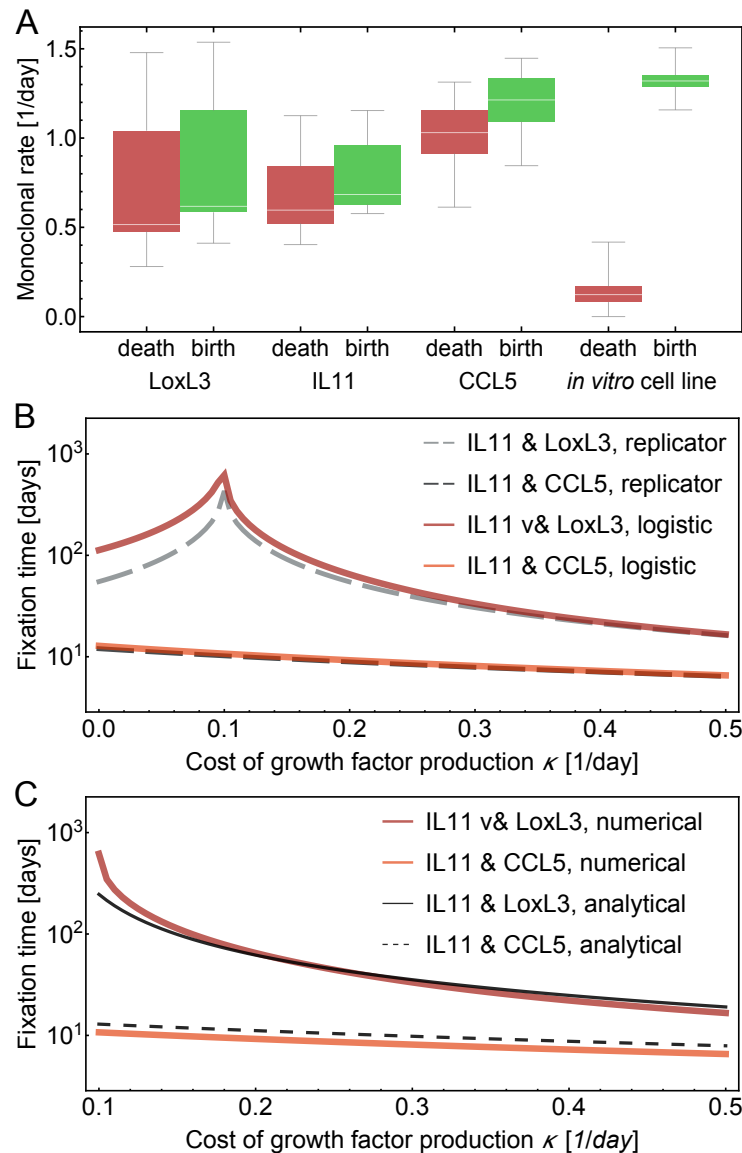 A
Monoclonal rate [1/day]
1.5
1.0
0.5
0.0
death birth death birth death birth death birth
LoxL3 IL11 CCL5 in vitro cell line
B
Fixation time [days]
10³
10²
10¹
IL11 & LoxL3, replicator
IL11 & CCL5, replicator
IL11 v& LoxL3, logistic
IL11 & CCL5, logistic
0.0 0.1 0.2 0.3 0.4 0.5
Cost of growth factor production κ [1/day]
C
Fixation time [days]
10³
10²
10¹
IL11 v& LoxL3, numerical
IL11 & CCL5, numerical
IL11 & LoxL3, analytical
IL11 & CCL5, analytical
0.1 0.2 0.3 0.4 0.5
Cost of growth factor production κ [1/day]